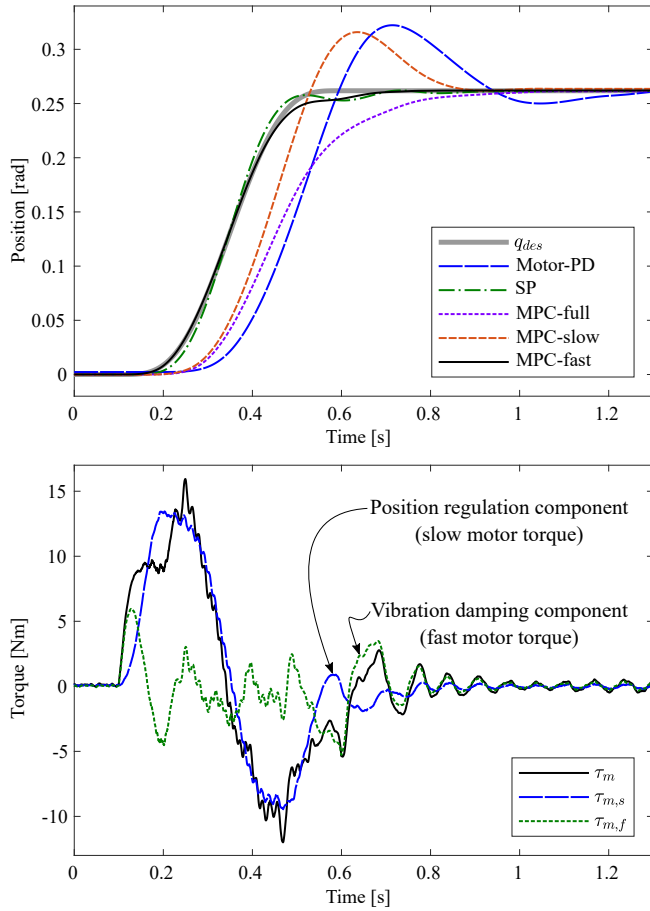 0.3
0.25
0.2
0.15
0.1
0.05
0
Position [rad]
q_des
Motor-PD
SP
MPC-full
MPC-slow
MPC-fast
0 0.2 0.4 0.6 0.8 1 1.2
Time [s]
15
10
5
0
-5
-10
Torque [Nm]
Position regulation component
(slow motor torque)
Vibration damping component
(fast motor torque)
τ_m
τ_{m,s}
τ_{m,f}
0 0.2 0.4 0.6 0.8 1 1.2
Time [s]